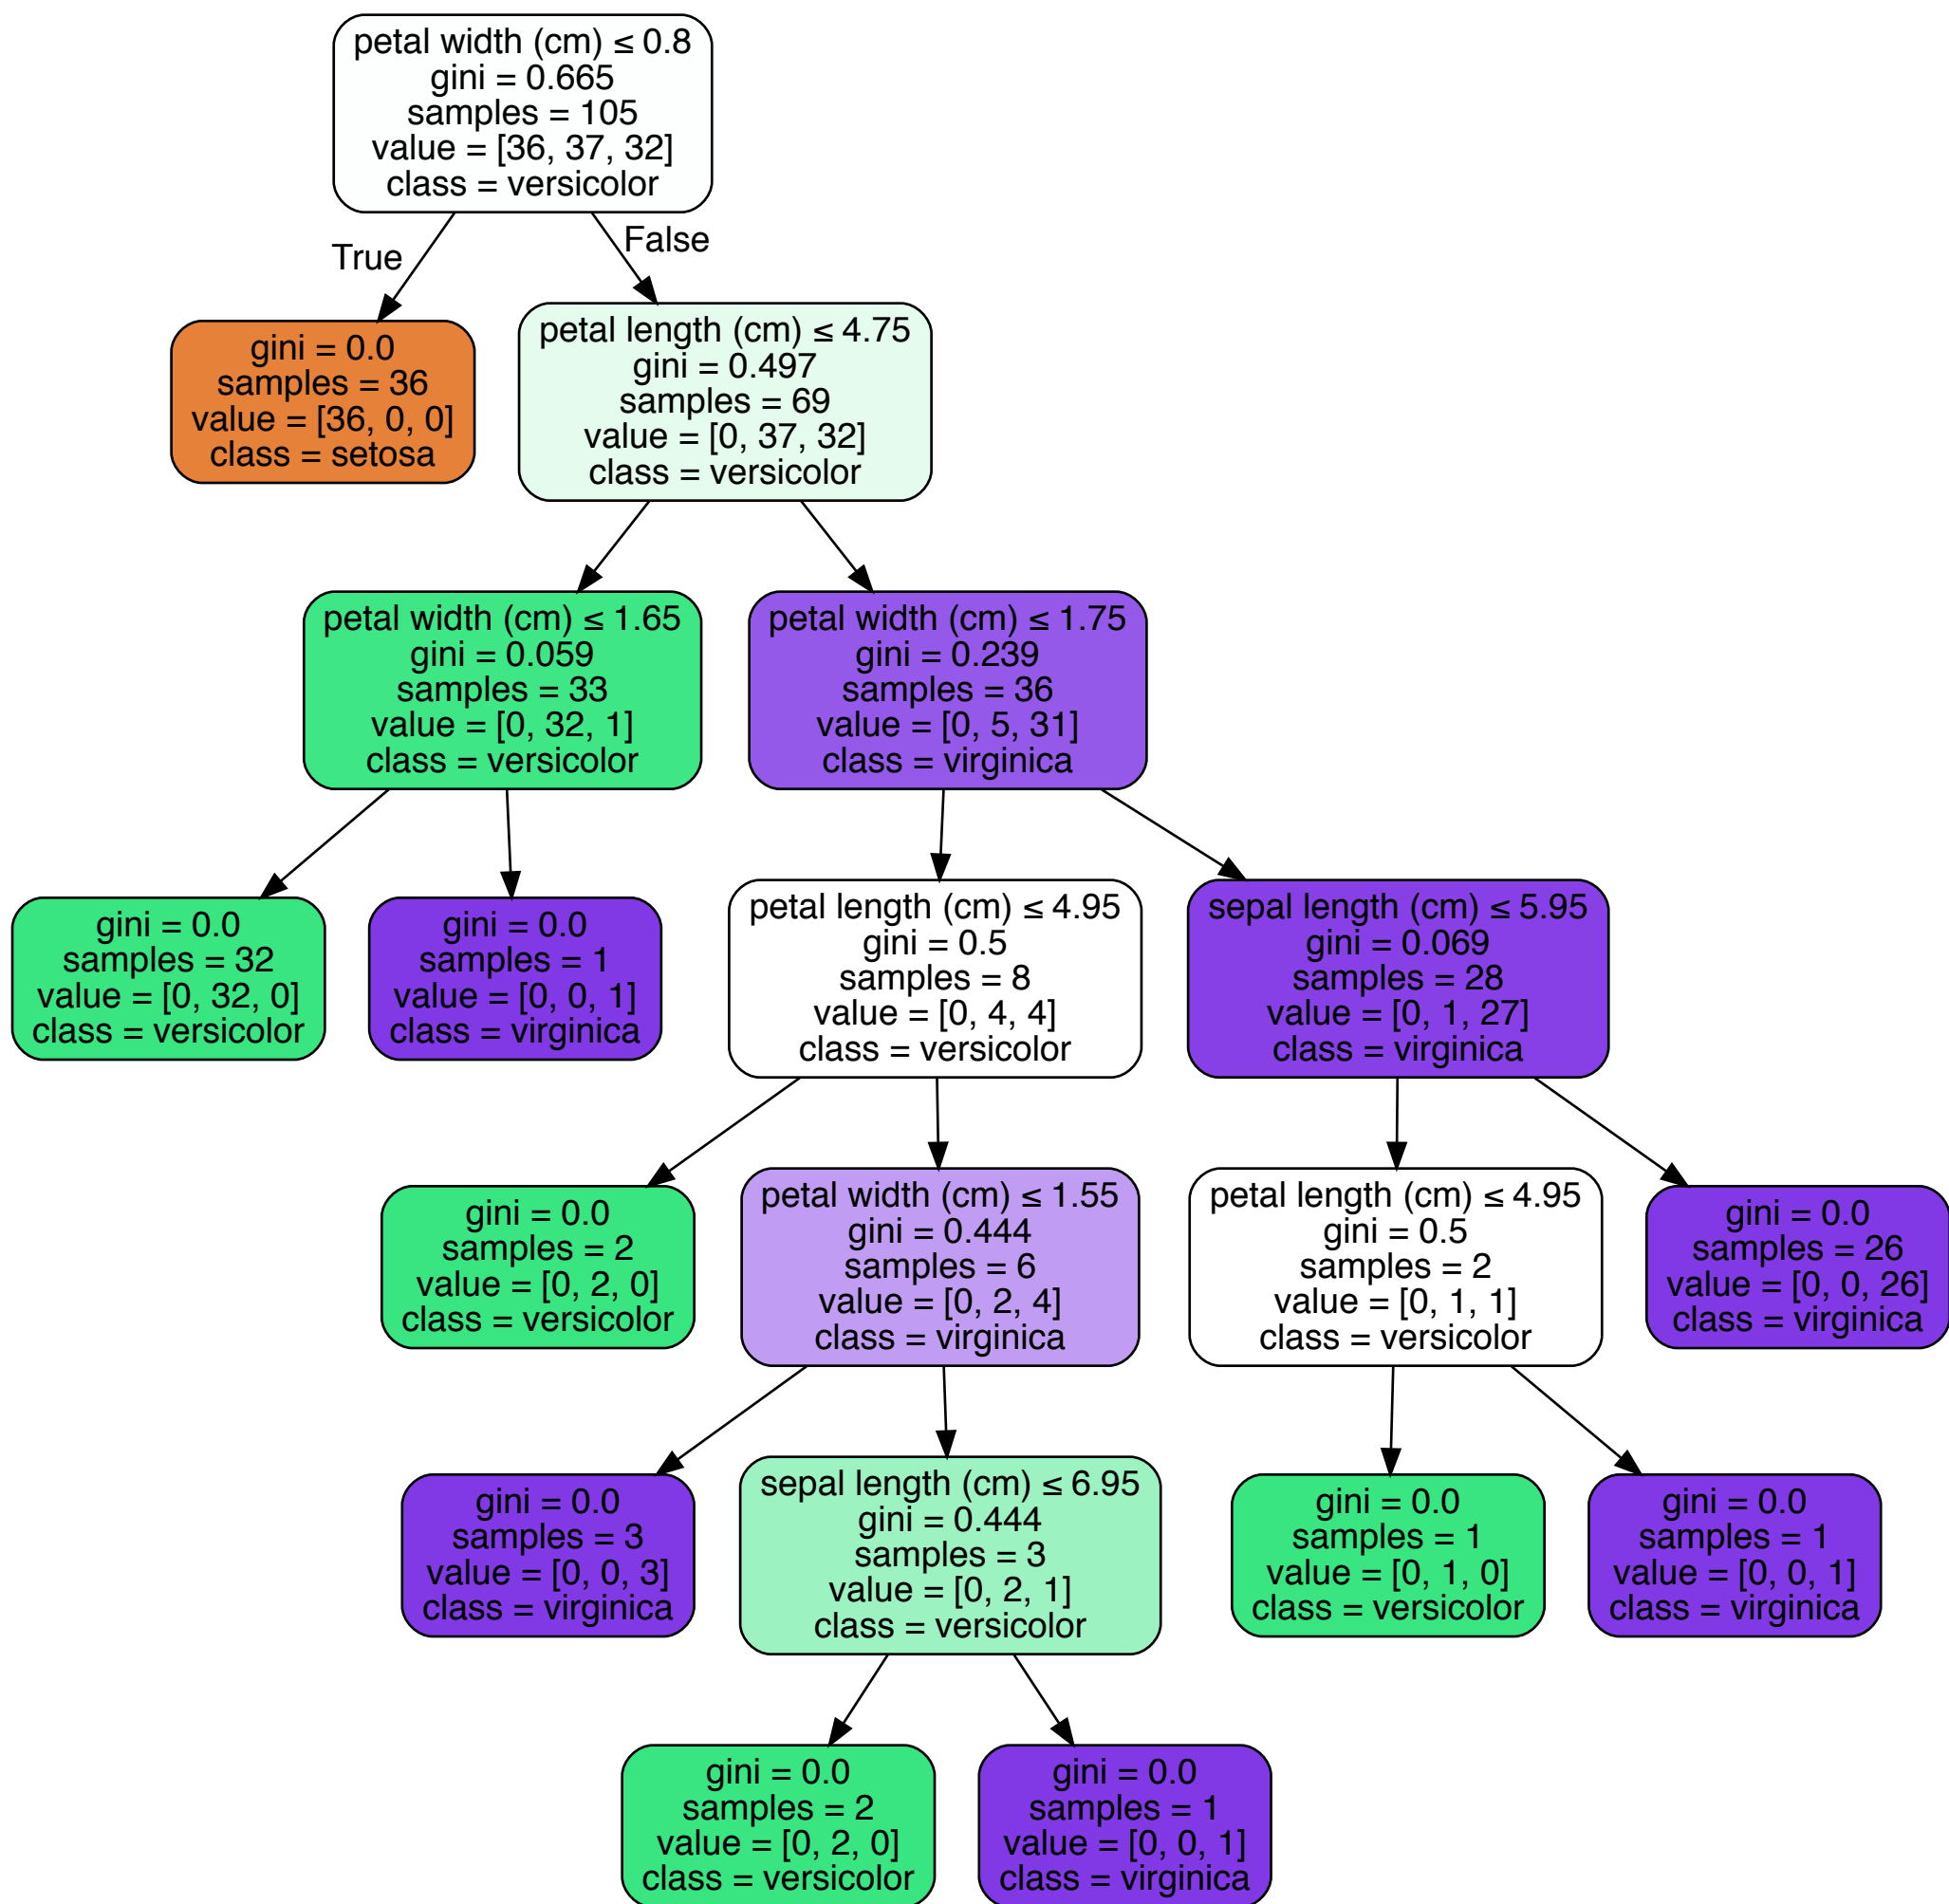 petal width (cm) ≤ 0.8
gini = 0.665
samples = 105
value = [36, 37, 32]
class = versicolor
True
False
gini = 0.0
samples = 36
value = [36, 0, 0]
class = setosa
petal length (cm) ≤ 4.75
gini = 0.497
samples = 69
value = [0, 37, 32]
class = versicolor
petal width (cm) ≤ 1.65
gini = 0.059
samples = 33
value = [0, 32, 1]
class = versicolor
petal width (cm) ≤ 1.75
gini = 0.239
samples = 36
value = [0, 5, 31]
class = virginica
gini = 0.0
samples = 32
value = [0, 32, 0]
class = versicolor
gini = 0.0
samples = 1
value = [0, 0, 1]
class = virginica
petal length (cm) ≤ 4.95
gini = 0.5
samples = 8
value = [0, 4, 4]
class = versicolor
sepal length (cm) ≤ 5.95
gini = 0.069
samples = 28
value = [0, 1, 27]
class = virginica
gini = 0.0
samples = 2
value = [0, 2, 0]
class = versicolor
petal width (cm) ≤ 1.55
gini = 0.444
samples = 6
value = [0, 2, 4]
class = virginica
petal length (cm) ≤ 4.95
gini = 0.5
samples = 2
value = [0, 1, 1]
class = versicolor
gini = 0.0
samples = 26
value = [0, 0, 26]
class = virginica
gini = 0.0
samples = 3
value = [0, 0, 3]
class = virginica
sepal length (cm) ≤ 6.95
gini = 0.444
samples = 3
value = [0, 2, 1]
class = versicolor
gini = 0.0
samples = 1
value = [0, 1, 0]
class = versicolor
gini = 0.0
samples = 1
value = [0, 0, 1]
class = virginica
gini = 0.0
samples = 2
value = [0, 2, 0]
class = versicolor
gini = 0.0
samples = 1
value = [0, 0, 1]
class = virginica